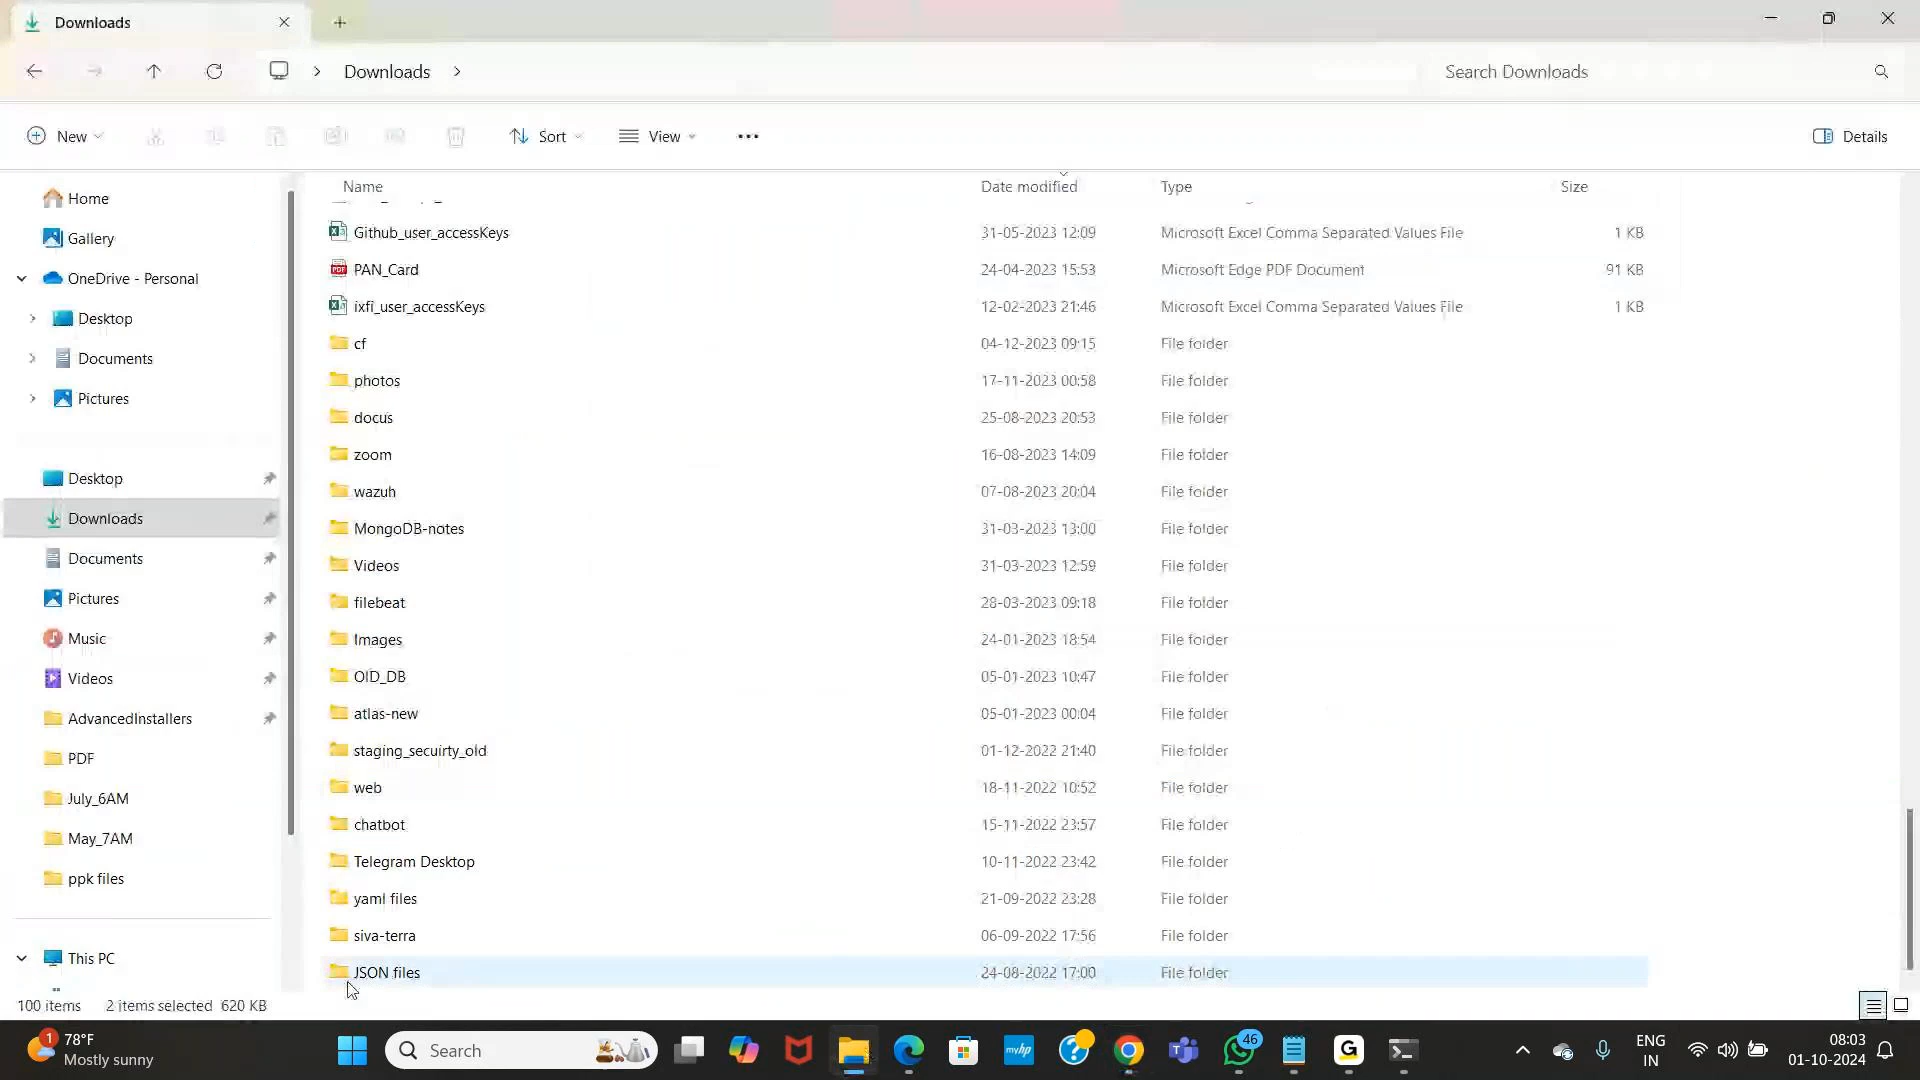 Downloads
Downloads
Search Downloads
New
Sort
View
Details
Name Date modified Type Size
Github_user_accessKeys 31-05-2023 12:09 Microsoft Excel Comma Separated Values File 1 KB
PAN_Card 24-04-2023 15:53 Microsoft Edge PDF Document 91 KB
ixfi_user_accessKeys 12-02-2023 21:46 Microsoft Excel Comma Separated Values File 1 KB
cf 04-12-2023 09:15 File folder
photos 17-11-2023 00:58 File folder
docus 25-08-2023 20:53 File folder
zoom 16-08-2023 14:09 File folder
wazuh 07-08-2023 20:04 File folder
MongoDB-notes 31-03-2023 13:00 File folder
Videos 31-03-2023 12:59 File folder
filebeat 28-03-2023 09:18 File folder
Images 24-01-2023 18:54 File folder
OID_DB 05-01-2023 10:47 File folder
atlas-new 05-01-2023 00:04 File folder
staging_secuirty_old 01-12-2022 21:40 File folder
web 18-11-2022 10:52 File folder
chatbot 15-11-2022 23:57 File folder
Telegram Desktop 10-11-2022 23:42 File folder
yaml files 21-09-2022 23:28 File folder
siva-terra 06-09-2022 17:56 File folder
JSON files 24-08-2022 17:00 File folder
Home
Gallery
OneDrive - Personal
Desktop
Documents
Pictures
Desktop
Downloads
Documents
Pictures
Music
Videos
AdvancedInstallers
PDF
July_6AM
May_7AM
ppk files
This PC
100 items 2 items selected 620 KB
1
78°F
Mostly sunny
Search
myhp
46
G
ENG
IN
08:03
01-10-2024